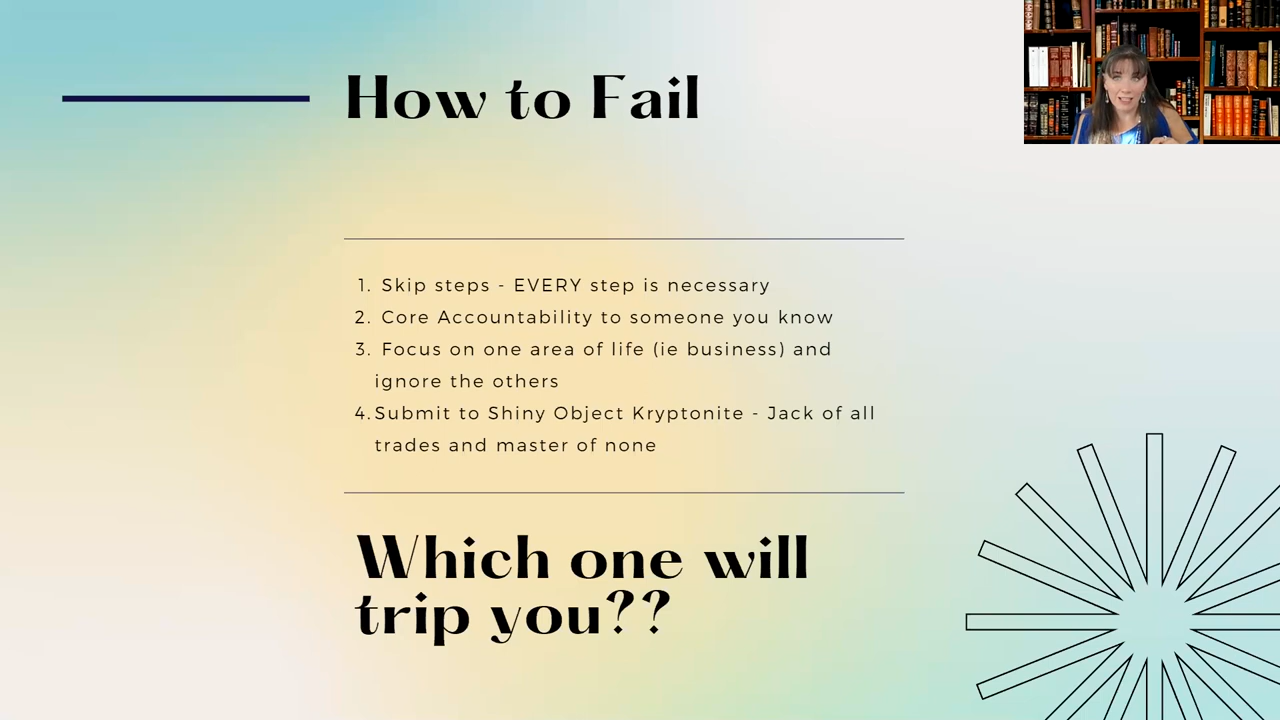 How to Fail
1. Skip steps - EVERY step is necessary
2. Core Accountability to someone you know
3. Focus on one area of life (ie business) and
ignore the others
4. Submit to Shiny Object Kryptonite - Jack of all
trades and master of none
Which one will
trip you??